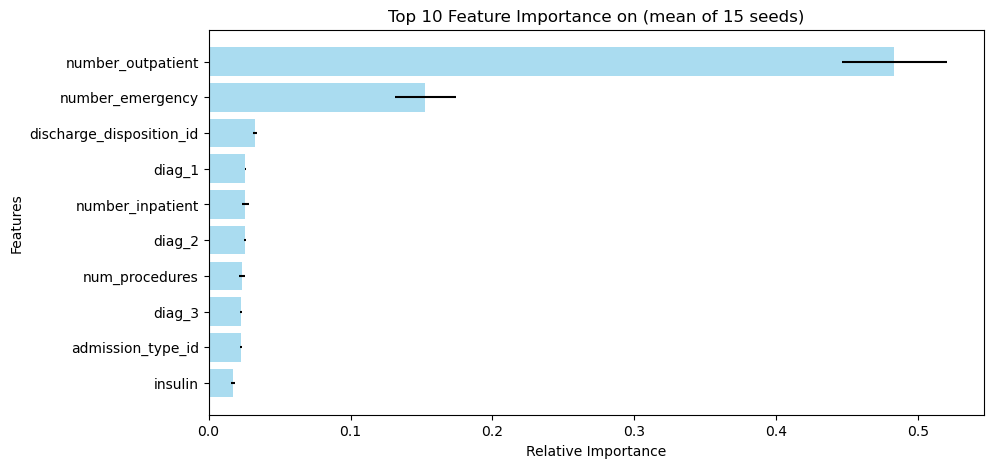 Top 10 Feature Importance on (mean of 15 seeds)
number_outpatient
number_emergency
discharge_disposition_id
diag_1
number_inpatient
diag_2
num_procedures
diag_3
admission_type_id
insulin
Features
0.0 0.1 0.2 0.3 0.4 0.5
Relative Importance